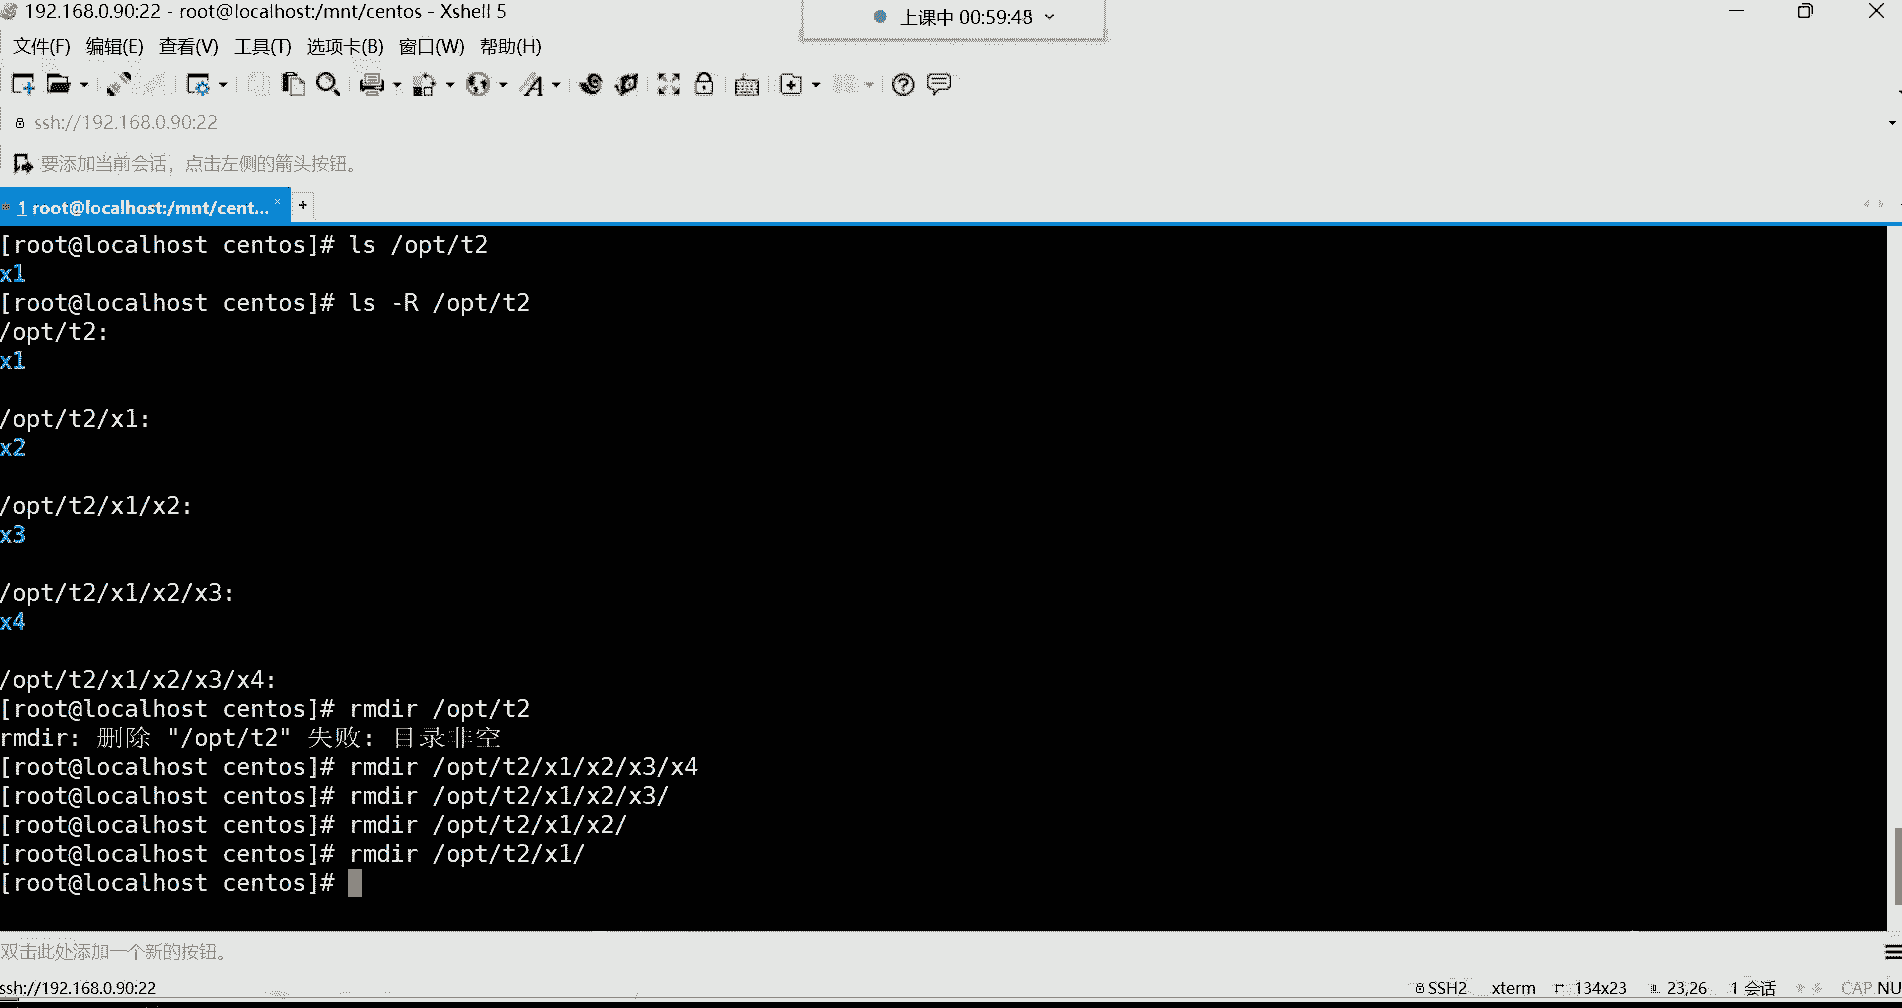 192.168.0.90:22 - root@localhost:/mnt/centos - Xshell 5
上课中 00:59:48
文件(F) 编辑(E) 查看(V) 工具(T) 选项卡(B) 窗口(W) 帮助(H)
ssh://192.168.0.90:22
要添加当前会话，点击左侧的箭头按钮。
1 root@localhost:/mnt/cent... × +
[root@localhost centos]# ls /opt/t2
x1
[root@localhost centos]# ls -R /opt/t2
/opt/t2:
x1
/opt/t2/x1:
x2
/opt/t2/x1/x2:
x3
/opt/t2/x1/x2/x3:
x4
/opt/t2/x1/x2/x3/x4:
[root@localhost centos]# rmdir /opt/t2
rmdir: 删除 "/opt/t2" 失败: 目录非空
[root@localhost centos]# rmdir /opt/t2/x1/x2/x3/x4
[root@localhost centos]# rmdir /opt/t2/x1/x2/x3/
[root@localhost centos]# rmdir /opt/t2/x1/x2/
[root@localhost centos]# rmdir /opt/t2/x1/
[root@localhost centos]#
双击此处添加一个新的按钮。
ssh://192.168.0.90:22 SSH2 xterm 134x23 23,26 1 会话 CAP NU